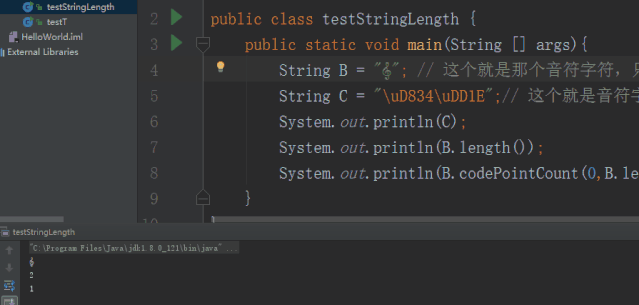 testStringLength
testT
HelloWorld.iml
External Libraries
2 public class testStringLength {
3 public static void main(String [] args){
4 String B = "𝄞"; // 这个就是那个音符字符,
5 String C = "\uD834\uDD1E";// 这个就是音符字
6 System.out.println(C);
7 System.out.println(B.length());
8 System.out.println(B.codePointCount(0,B.le
9 }
testStringLength
"C:\Program Files\Java\jdk1.8.0_121\bin\java" ...
𝄞
2
1